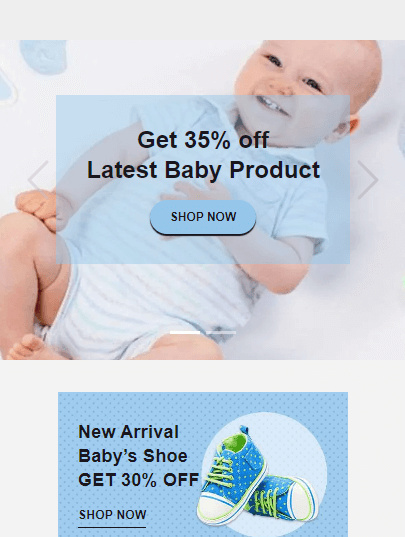 Get 35% off
Latest Baby Product
SHOP NOW
New Arrival
Baby’s Shoe
GET 30% OFF
SHOP NOW